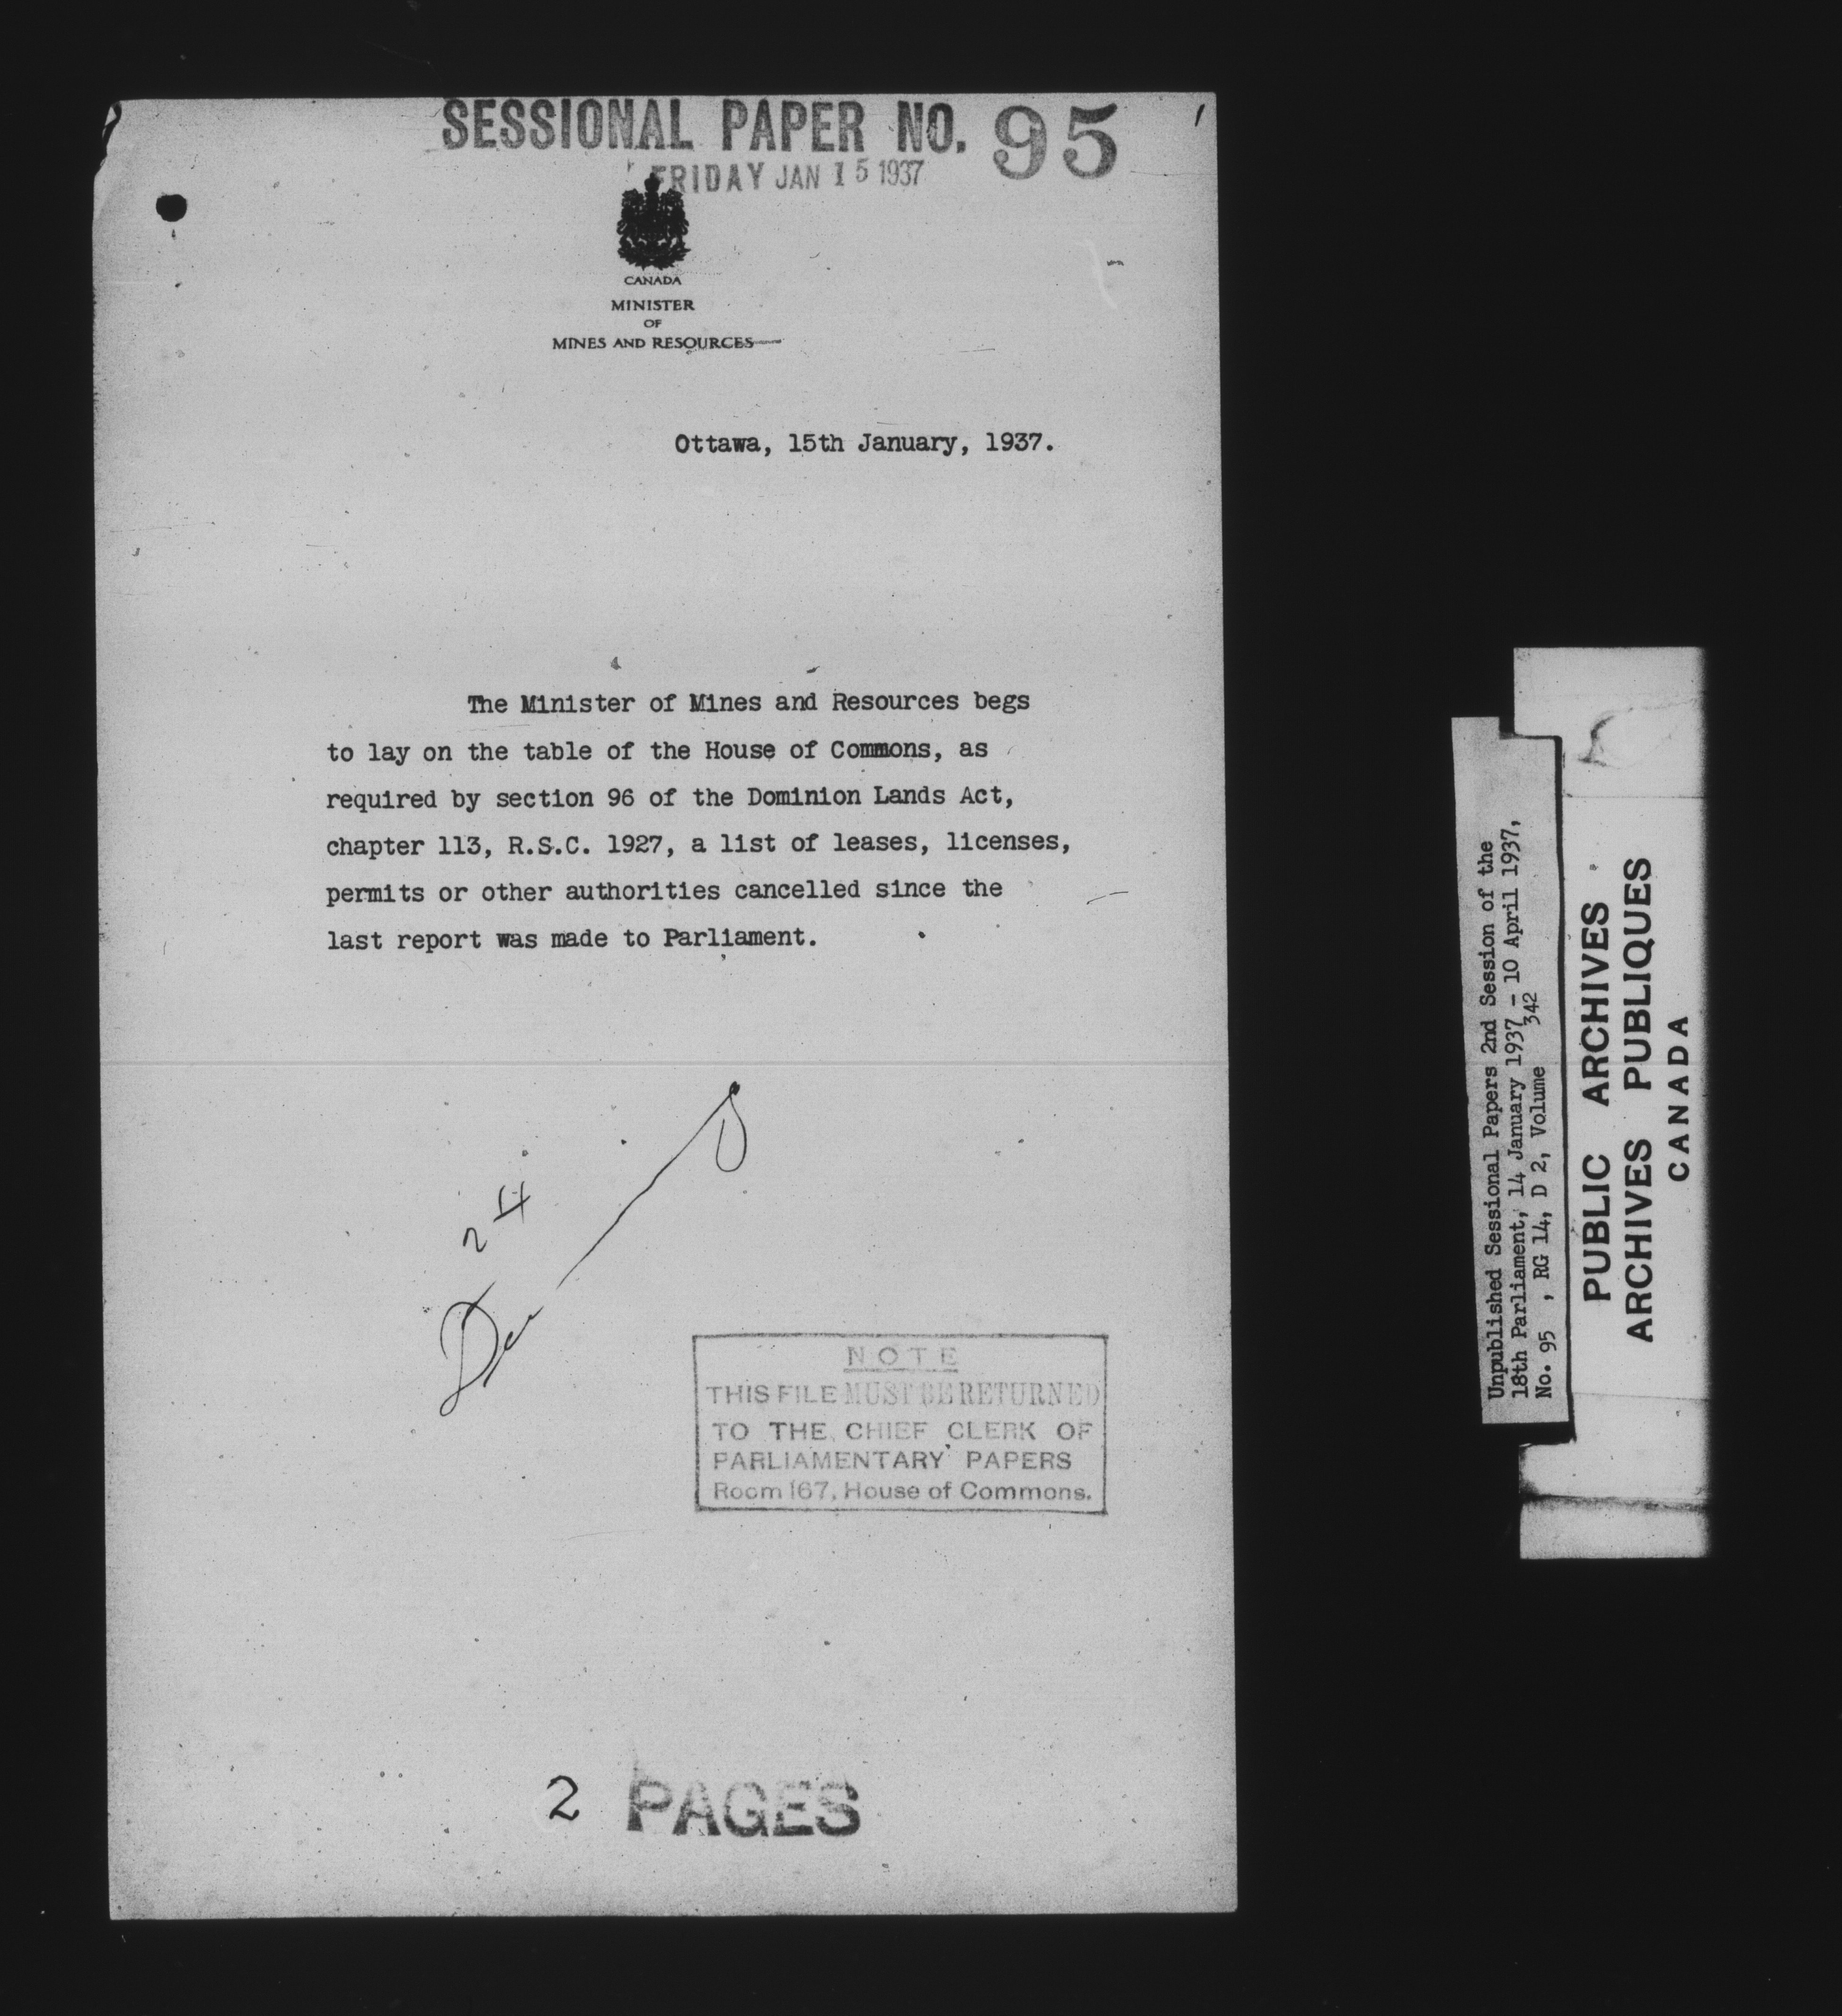 SESSIONAL PAPER NO. 95
FRIDAY JAN 15 1937
CANADA
MINISTER
OF
MINES AND RESOURCES
Ottawa, 15th January, 1937.
The Minister of Mines and Resources begs
to lay on the table of the House of Commons, as
required by section 96 of the Dominion Lands Act,
chapter 113, R.S.C. 1927, a list of leases, licenses,
permits or other authorities cancelled since the
last report was made to Parliament.
NOTE
THIS FILE MUST BE RETURNED
TO THE CHIEF CLERK OF
PARLIAMENTARY PAPERS
Room 167, House of Commons.
2 PAGES
Unpublished Sessional Papers 2nd Session of the
18th Parliament, 14 January 1937 - 10 April 1937,
No. 95 , RG 14, D 2, Volume 342
PUBLIC ARCHIVES
ARCHIVES PUBLIQUES
CANADA